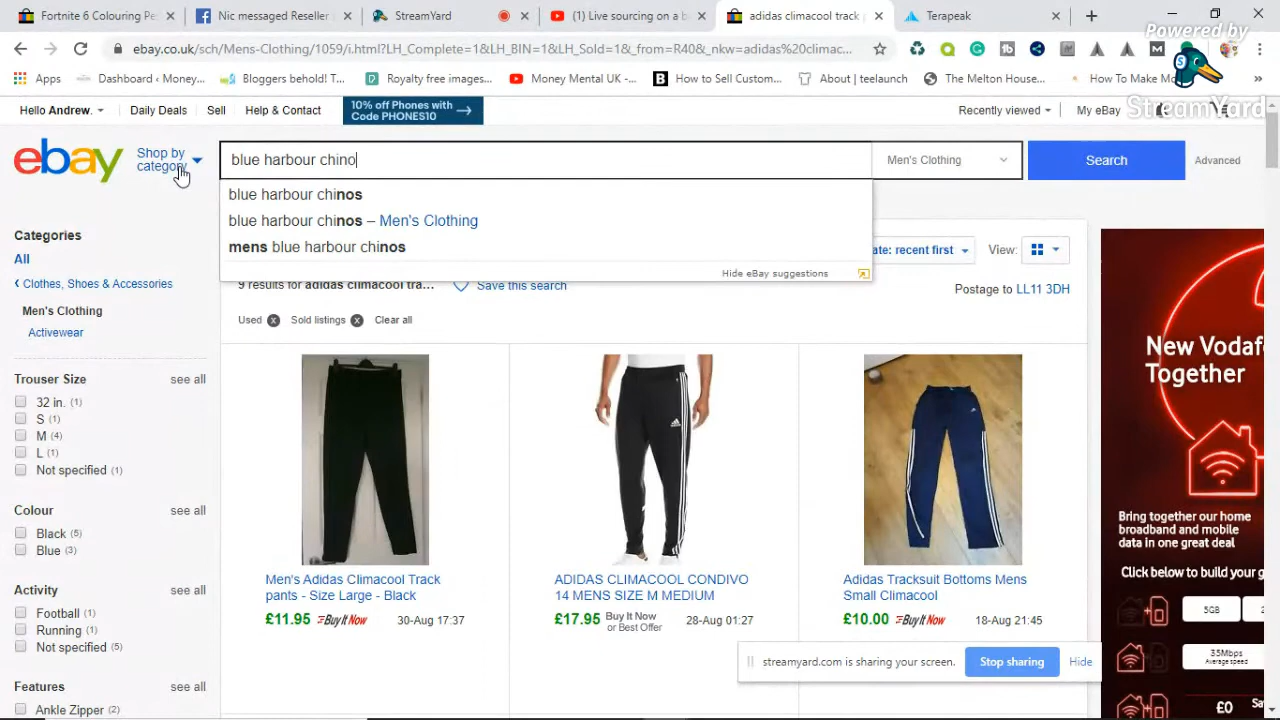 Fortnite 6 Colouring Pe
Nic messaged Reseller
StreamYard
(1) Live sourcing on a b
adidas climacool track p
Terapeak
ebay.co.uk/sch/Mens-Clothing/1059/i.html?LH_Complete=1&LH_BIN=1&LH_Sold=1&_from=R40&_nkw=adidas%20climac...
Powered by
StreamYard
Apps
Dashboard ‹ Money...
Bloggers behold! T...
Royalty free images...
Money Mental UK -...
How to Sell Custom...
About | teelaunch
The Melton House...
How To Make Mo
Hello Andrew.
Daily Deals
Sell
Help & Contact
10% off Phones with
Code PHONES10
Recently viewed
My eBay
ebay
Shop by
category
blue harbour chino
Men's Clothing
Search
Advanced
blue harbour chinos
blue harbour chinos – Men's Clothing
mens blue harbour chinos
Hide eBay suggestions
ate: recent first
View:
9 results for adidas climacool tra...
Save this search
Postage to LL11 3DH
Used
Sold listings
Clear all
Categories
All
Clothes, Shoes & Accessories
Men's Clothing
Activewear
Trouser Size
see all
32 in. (1)
S (1)
M (4)
L (1)
Not specified (1)
Colour
see all
Black (5)
Blue (3)
Activity
see all
Football (1)
Running (1)
Not specified (5)
Features
see all
Ankle Zipper (2)
Men's Adidas Climacool Track
pants - Size Large - Black
£11.95
Buy It Now
30-Aug 17:37
ADIDAS CLIMACOOL CONDIVO
14 MENS SIZE M MEDIUM
£17.95
Buy It Now
or Best Offer
28-Aug 01:27
Adidas Tracksuit Bottoms Mens
Small Climacool
£10.00
Buy It Now
18-Aug 21:45
streamyard.com is sharing your screen.
Stop sharing
Hide
New Vodaf
Together
Bring together our home
broadband and mobile
data in one great deal
Click below to build your g
5GB
35Mbps
Average speed
£0